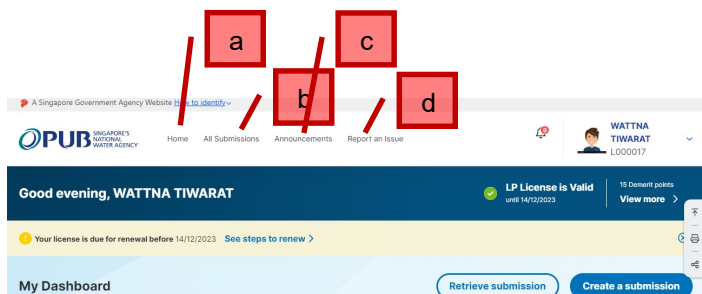 a
c
b
d
A Singapore Government Agency Website How to identify
PUB SINGAPORE'S NATIONAL WATER AGENCY
Home All Submissions Announcements Report an Issue
WATTNA TIWARAT
L000017
Good evening, WATTNA TIWARAT
LP License is Valid
until 14/12/2023
15 Demerit points
View more >
Your license is due for renewal before 14/12/2023 See steps to renew >
My Dashboard
Retrieve submission
Create a submission